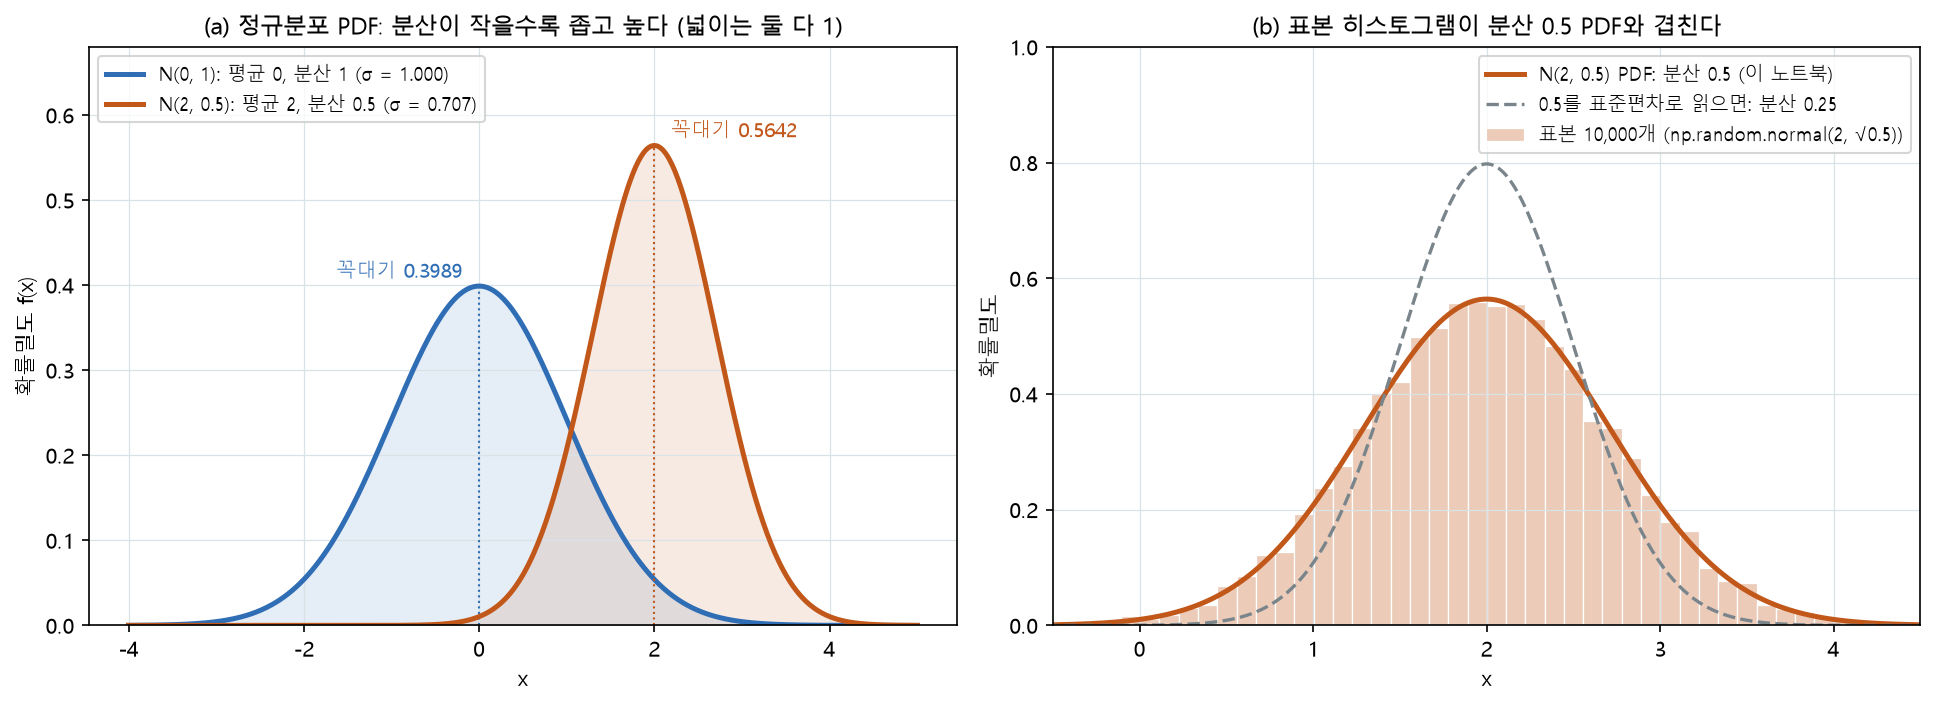 (a) 정규분포 PDF: 분산이 작을수록 좁고 높다 (넓이는 둘 다 1)
N(0, 1): 평균 0, 분산 1 (σ = 1.000)
N(2, 0.5): 평균 2, 분산 0.5 (σ = 0.707)
꼭대기 0.5642
꼭대기 0.3989
확률밀도 f(x)
0.6
0.5
0.4
0.3
0.2
0.1
0.0
-4
-2
0
2
4
x
(b) 표본 히스토그램이 분산 0.5 PDF와 겹친다
N(2, 0.5) PDF: 분산 0.5 (이 노트북)
0.5를 표준편차로 읽으면: 분산 0.25
표본 10,000개 (np.random.normal(2, √0.5))
확률밀도
1.0
0.8
0.6
0.4
0.2
0.0
0
1
2
3
4
x